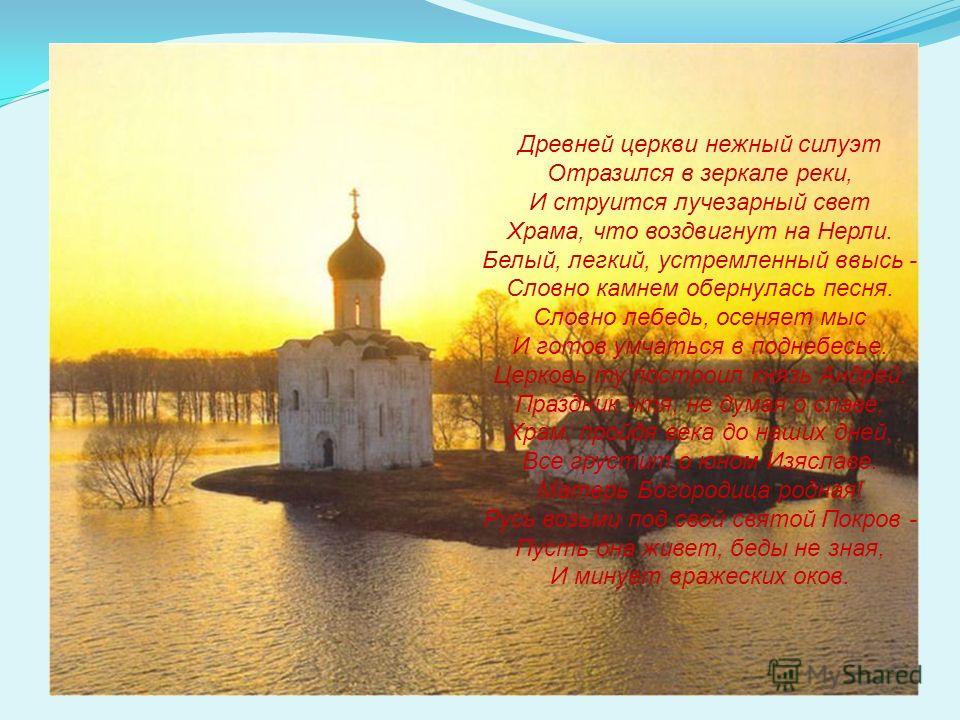 Древней церкви нежный силуэт
Отразился в зеркале реки,
И струится лучезарный свет
Храма, что воздвигнут на Нерли.
Белый, легкий, устремленный ввысь -
Словно камнем обернулась песня.
Словно лебедь, осеняет мыс
И готов умчаться в поднебесье.
Церковь ту построил князь Андрей.
Праздник чтя, не думая о славе;
Храм, пройдя века до наших дней,
Все грустит о юном Изяславе.
Матерь Богородица родная!
Русь возьми под свой святой Покров -
Пусть она живет, беды не зная,
И минует вражеских оков.
MyShared